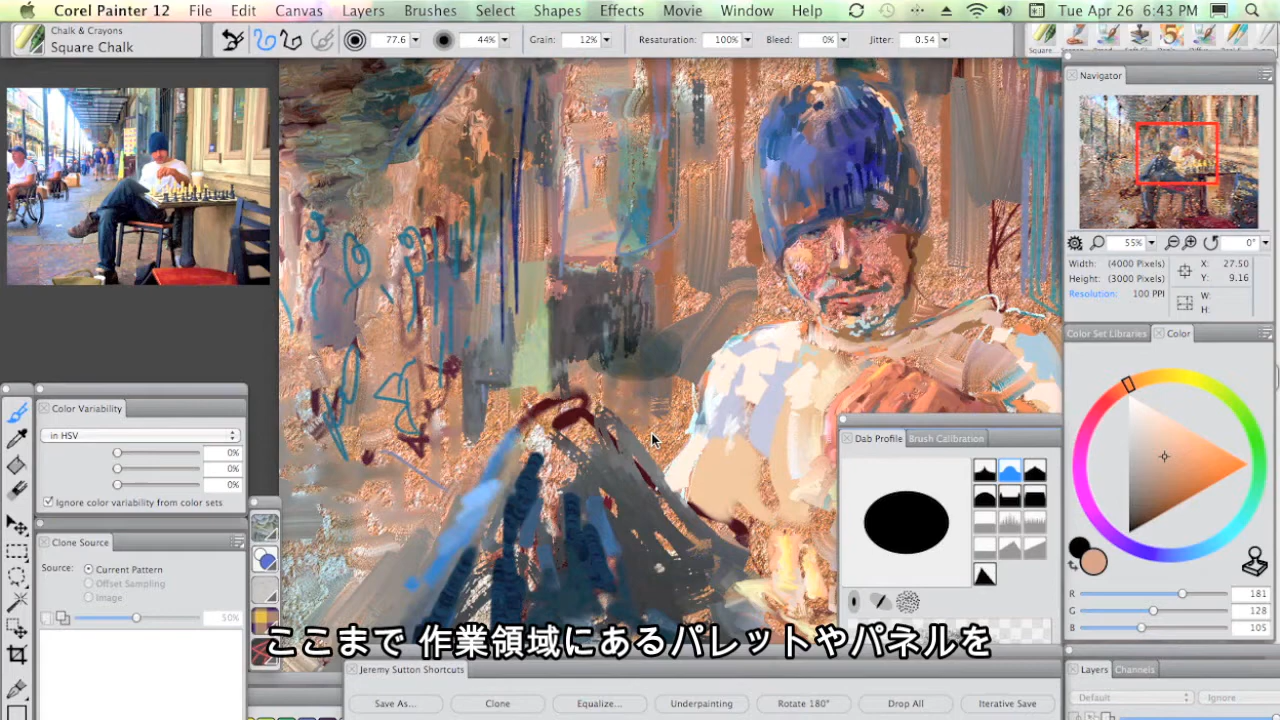 Corel Painter 12 File Edit Canvas Layers Brushes Select Shapes Effects Movie Window Help Tue Apr 26 6:43 PM
Chalk & Crayons
Square Chalk
77.6 44% Grain: 12% Resaturation: 100% Bleed: 0% Jitter: 0.54
Square
Navigator
55% 0°
Width: (4000 Pixels) X: 27.50
Height: (3000 Pixels) Y: 9.16
Resolution: 100 PPI W:
H:
Color Set Libraries Color
R 181
G 128
B 105
Color Variability
in HSV
0%
0%
0%
Ignore color variability from color sets
Clone Source
Source: Current Pattern
Offset Sampling
Image
50%
Dab Profile Brush Calibration
ここまで 作業領域にあるパレットやパネルを
Jeremy Sutton Shortcuts
Save As... Clone Equalize... Underpainting Rotate 180° Drop All Iterative Save
Layers Channels
Default Ignore